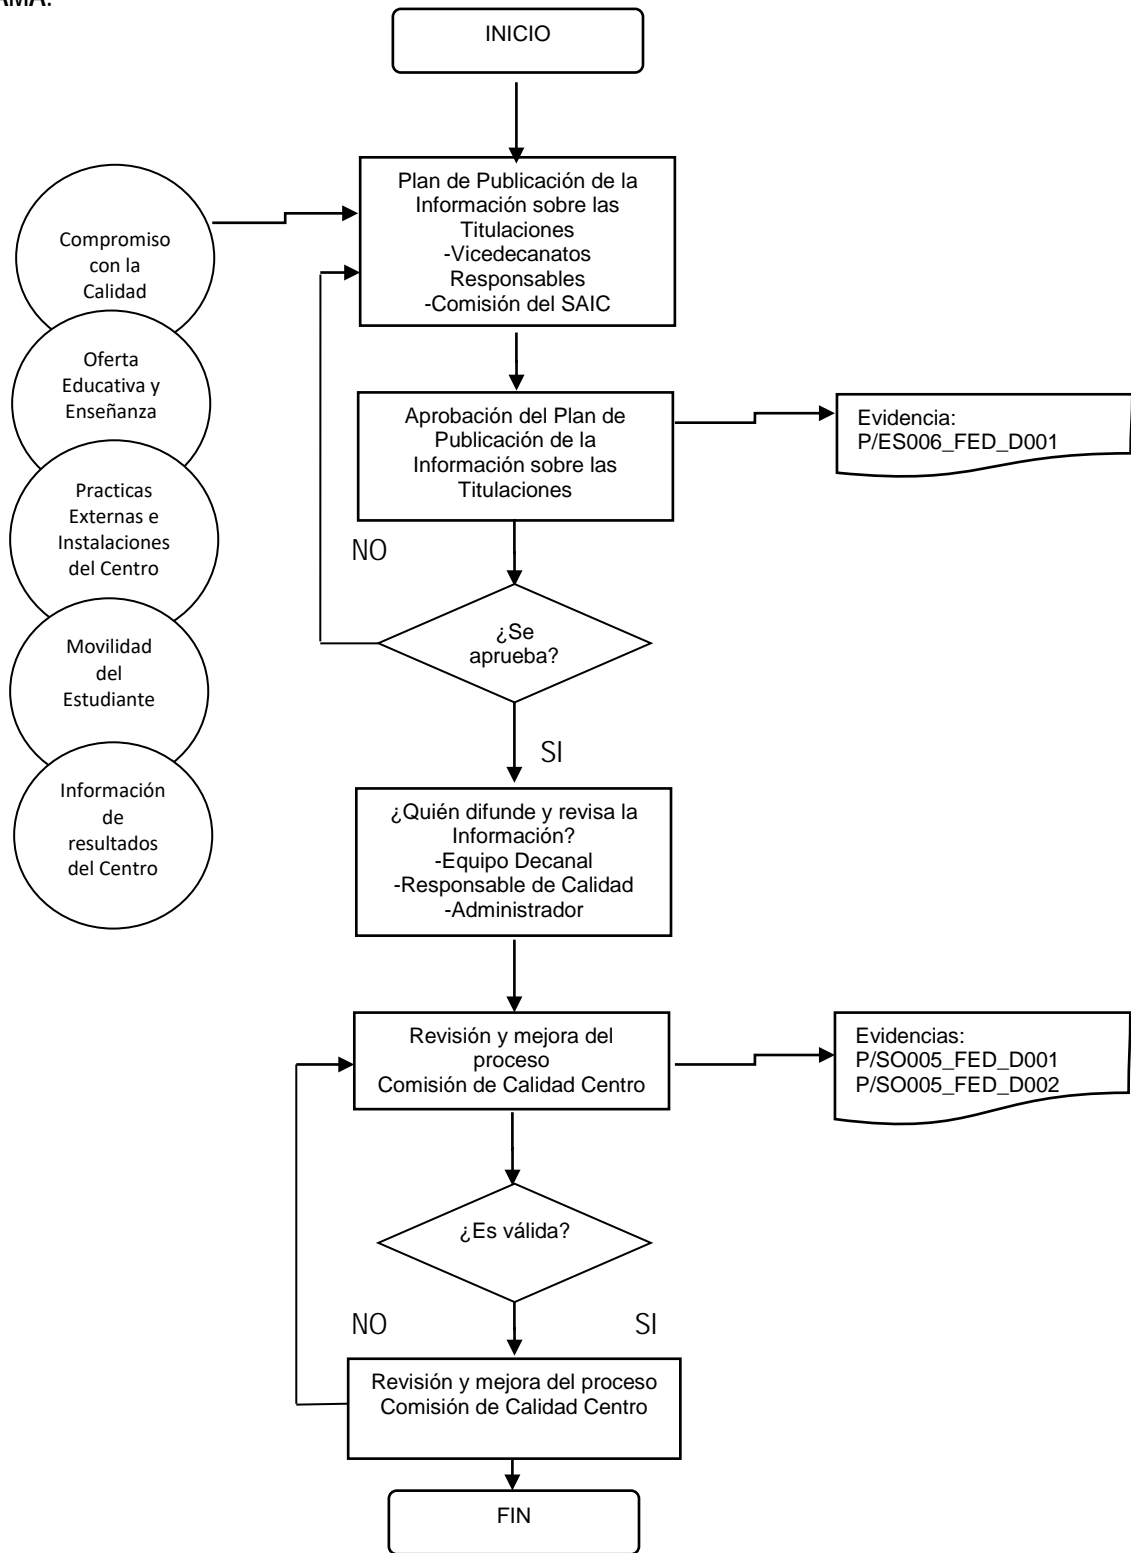 INICIO
Plan de Publicación de la
Información sobre las
Titulaciones
-Vicedecanatos
Responsables
-Comisión del SAIC
Compromiso
con la
Calidad
Oferta
Educativa y
Enseñanza
Practicas
Externas e
Instalaciones
del Centro
Movilidad
del
Estudiante
Información
de
resultados
del Centro
Aprobación del Plan de
Publicación de la
Información sobre las
Titulaciones
Evidencia:
P/ES006_FED_D001
NO
¿Se
aprueba?
SI
¿Quién difunde y revisa la
Información?
-Equipo Decanal
-Responsable de Calidad
-Administrador
Revisión y mejora del
proceso
Comisión de Calidad Centro
Evidencias:
P/SO005_FED_D001
P/SO005_FED_D002
¿Es válida?
NO
SI
Revisión y mejora del proceso
Comisión de Calidad Centro
FIN